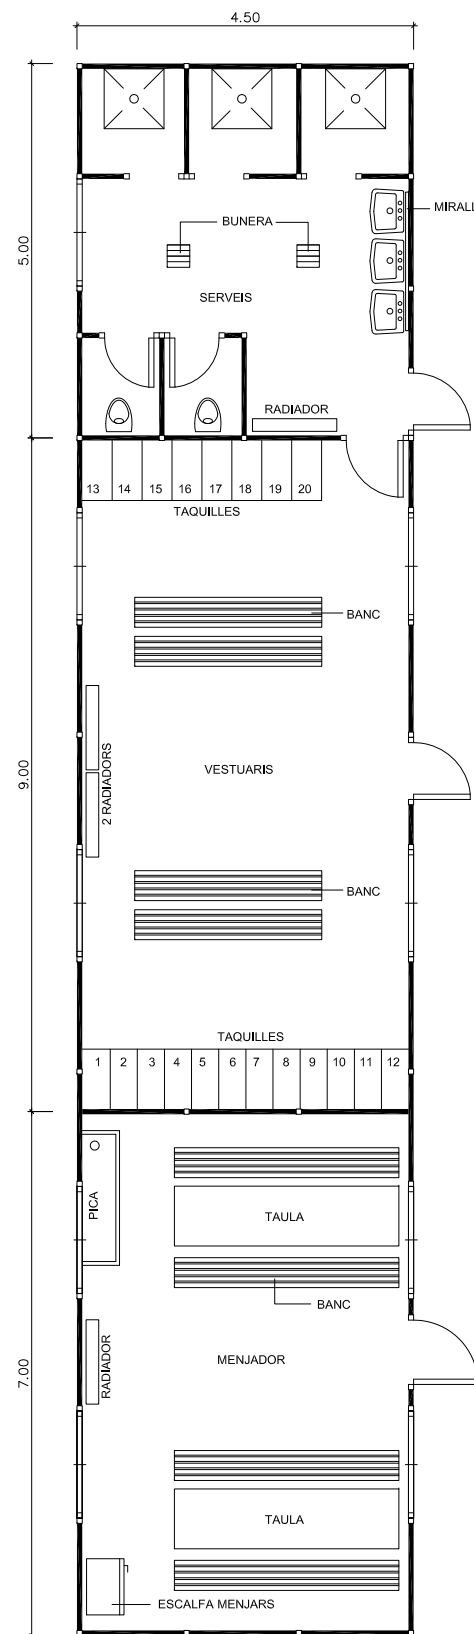 4.50
MIRALL
BUNERA
5.00
SERVEIS
RADIADOR
13 14 15 16 17 18 19 20
TAQUILLES
BANC
9.00
2 RADIADORS
VESTUARIS
BANC
TAQUILLES
1 2 3 4 5 6 7 8 9 10 11 12
PICA
TAULA
BANC
7.00
RADIADOR
MENJADOR
TAULA
ESCALFA MENJARS